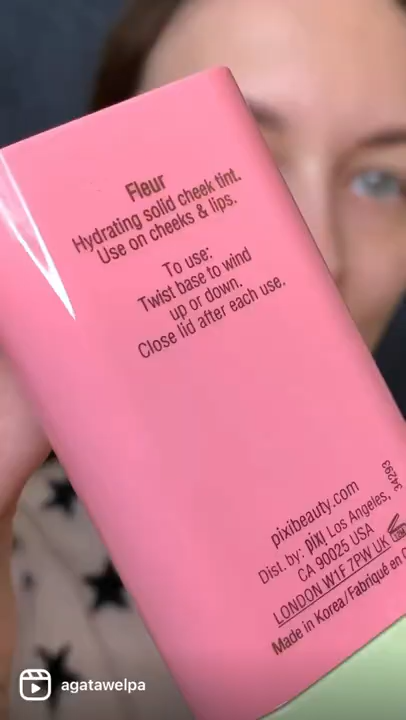 Fleur
Hydrating solid cheek tint.
Use on cheeks & lips.
To use:
Twist base to wind
up or down.
Close lid after each use.
34293
pixibeauty.com
Dist. by: pixi Los Angeles,
CA 90025 USA
LONDON W1F 7PW UK
Made in Korea/Fabriqué en
agatawelpa